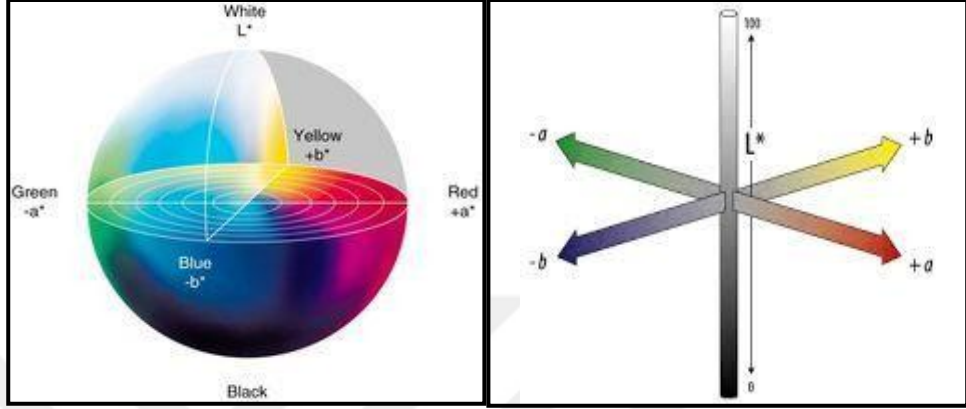 White
L*
Yellow
+b*
Green
-a*
Red
+a*
Blue
-b*
Black
100
L*
-a
+b
-b
+a
0